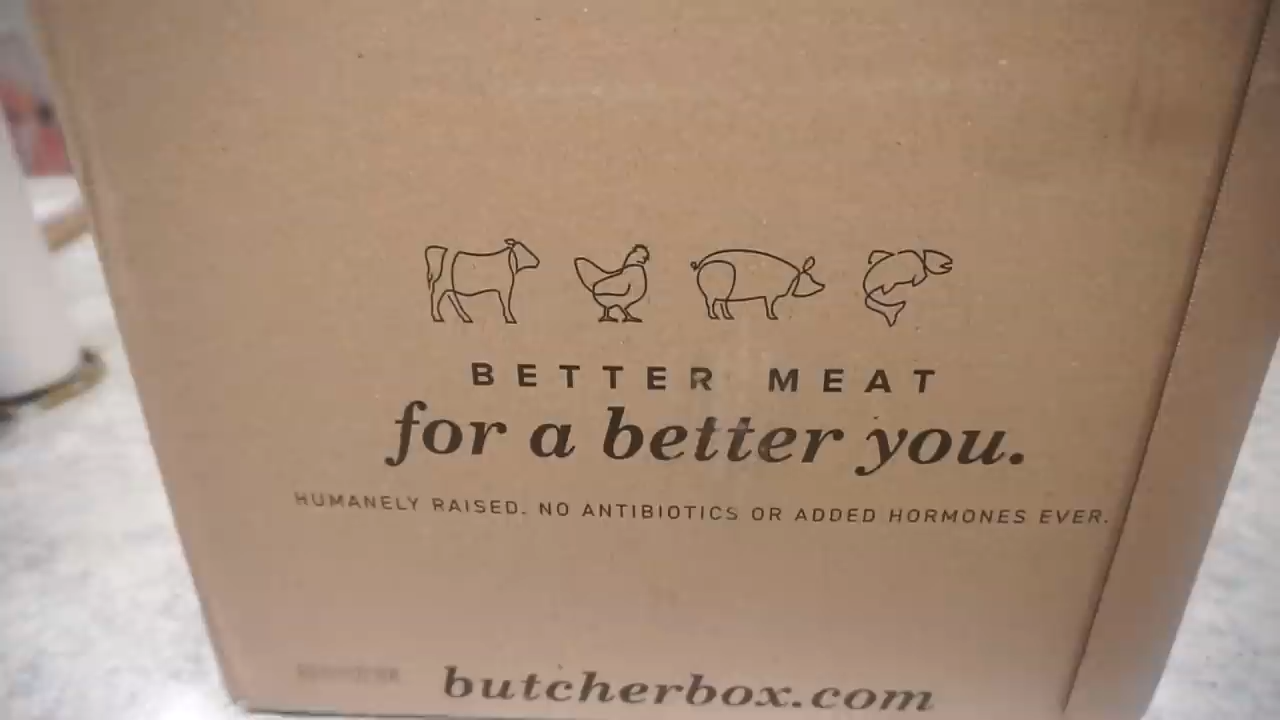 BETTER MEAT
for a better you.
HUMANELY RAISED. NO ANTIBIOTICS OR ADDED HORMONES EVER.
butcherbox.com